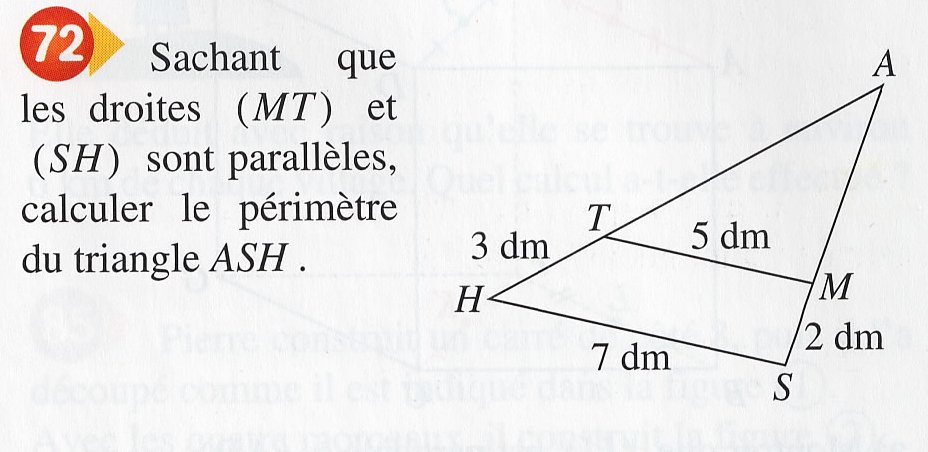 72 Sachant que
les droites (MT) et
(SH) sont parallèles,
calculer le périmètre
du triangle ASH .
A
T
5 dm
3 dm
H
M
2 dm
7 dm
S